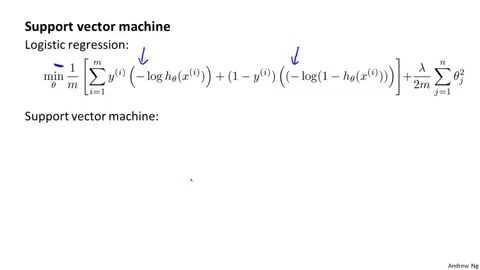 Support vector machine
Logistic regression:
$\min_{\theta} \frac{1}{m} \left[ \sum_{i=1}^{m} y^{(i)} \left( -\log h_\theta(x^{(i)}) \right) + (1 - y^{(i)}) \left( (-\log(1 - h_\theta(x^{(i)}))) \right) \right] + \frac{\lambda}{2m} \sum_{j=1}^{n} \theta_j^2$
Support vector machine:
Andrew Ng